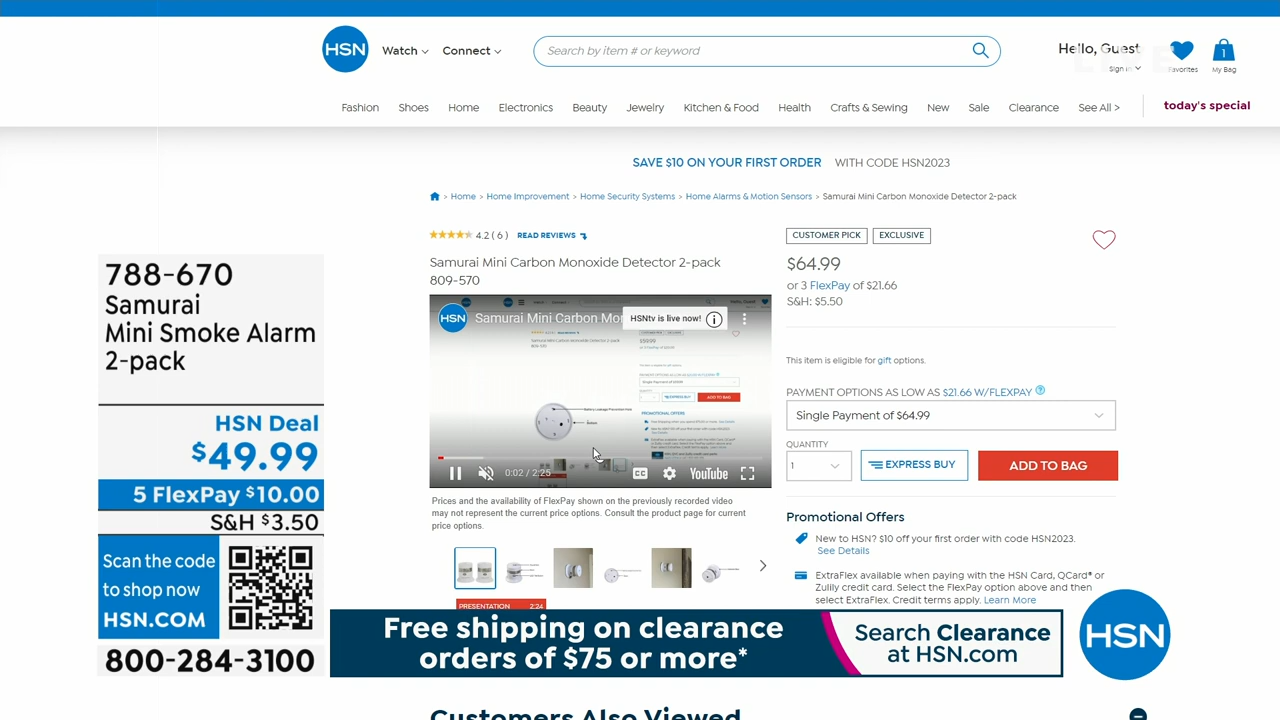 HSN
Watch
Connect
Search by item # or keyword
Hello, Guest
Sign in
Favorites
1
My Bag
Fashion
Shoes
Home
Electronics
Beauty
Jewelry
Kitchen & Food
Health
Crafts & Sewing
New
Sale
Clearance
See All >
today's special
SAVE $10 ON YOUR FIRST ORDER WITH CODE HSN2023
> Home > Home Improvement > Home Security Systems > Home Alarms & Motion Sensors > Samurai Mini Carbon Monoxide Detector 2-pack
4.2 ( 6 ) READ REVIEWS
Samurai Mini Carbon Monoxide Detector 2-pack
809-570
HSN
Samurai Mini Carbon Mo
HSNtv is live now!
0:02 / 2:25
CC
YouTube
Prices and the availability of FlexPay shown on the previously recorded video
may not represent the current price options. Consult the product page for current
price options.
PRESENTATION 2:24
CUSTOMER PICK
EXCLUSIVE
$64.99
or 3 FlexPay of $21.66
S&H: $5.50
This item is eligible for gift options.
PAYMENT OPTIONS AS LOW AS $21.66 W/FLEXPAY
Single Payment of $64.99
QUANTITY
1
EXPRESS BUY
ADD TO BAG
Promotional Offers
New to HSN? $10 off your first order with code HSN2023.
See Details
ExtraFlex available when paying with the HSN Card, QCard® or
Zulily credit card. Select the FlexPay option above and then
select ExtraFlex. Credit terms apply. Learn More
788-670
Samurai
Mini Smoke Alarm
2-pack
HSN Deal
$49.99
5 FlexPay $10.00
S&H $3.50
Scan the code
to shop now
HSN.COM
800-284-3100
Free shipping on clearance
orders of $75 or more*
Search Clearance
at HSN.com
HSN
Customers Also Viewed